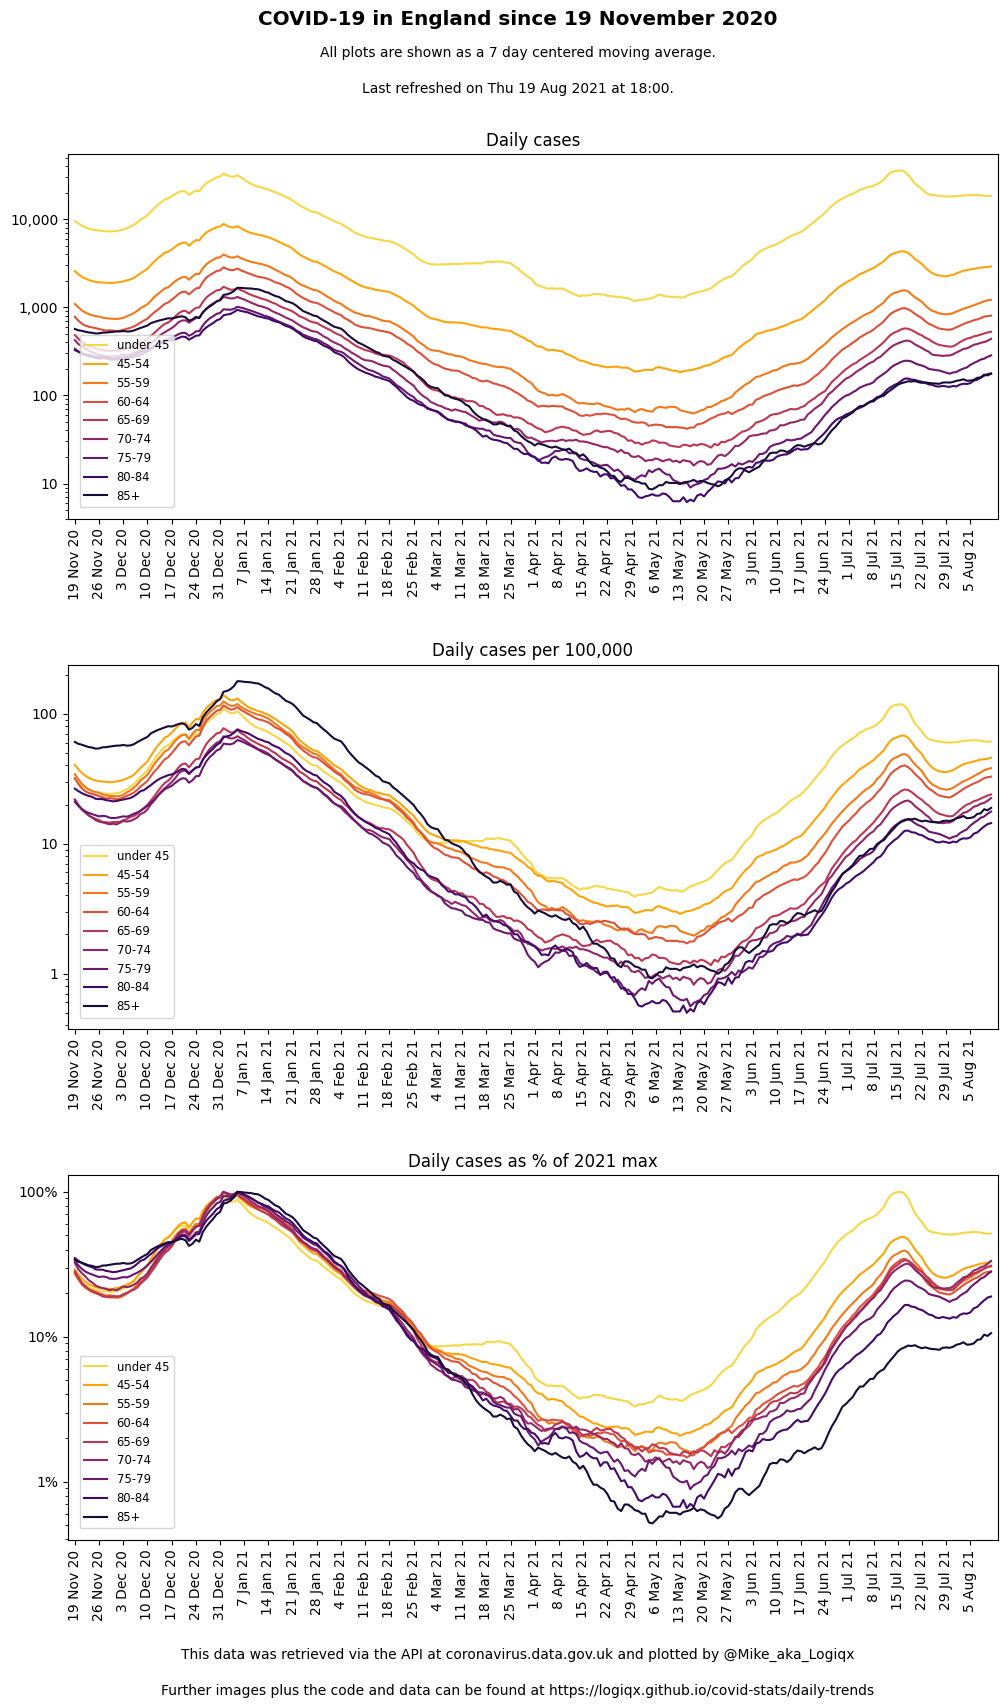 COVID-19 in England since 19 November 2020
All plots are shown as a 7 day centered moving average.
Last refreshed on Thu 19 Aug 2021 at 18:00.
Daily cases
10,000
1,000
100
10
under 45
45-54
55-59
60-64
65-69
70-74
75-79
80-84
85+
19 Nov 20
26 Nov 20
3 Dec 20
10 Dec 20
17 Dec 20
24 Dec 20
31 Dec 20
7 Jan 21
14 Jan 21
21 Jan 21
28 Jan 21
4 Feb 21
11 Feb 21
18 Feb 21
25 Feb 21
4 Mar 21
11 Mar 21
18 Mar 21
25 Mar 21
1 Apr 21
8 Apr 21
15 Apr 21
22 Apr 21
29 Apr 21
6 May 21
13 May 21
20 May 21
27 May 21
3 Jun 21
10 Jun 21
17 Jun 21
24 Jun 21
1 Jul 21
8 Jul 21
15 Jul 21
22 Jul 21
29 Jul 21
5 Aug 21
Daily cases per 100,000
100
10
1
under 45
45-54
55-59
60-64
65-69
70-74
75-79
80-84
85+
19 Nov 20
26 Nov 20
3 Dec 20
10 Dec 20
17 Dec 20
24 Dec 20
31 Dec 20
7 Jan 21
14 Jan 21
21 Jan 21
28 Jan 21
4 Feb 21
11 Feb 21
18 Feb 21
25 Feb 21
4 Mar 21
11 Mar 21
18 Mar 21
25 Mar 21
1 Apr 21
8 Apr 21
15 Apr 21
22 Apr 21
29 Apr 21
6 May 21
13 May 21
20 May 21
27 May 21
3 Jun 21
10 Jun 21
17 Jun 21
24 Jun 21
1 Jul 21
8 Jul 21
15 Jul 21
22 Jul 21
29 Jul 21
5 Aug 21
Daily cases as % of 2021 max
100%
10%
1%
under 45
45-54
55-59
60-64
65-69
70-74
75-79
80-84
85+
19 Nov 20
26 Nov 20
3 Dec 20
10 Dec 20
17 Dec 20
24 Dec 20
31 Dec 20
7 Jan 21
14 Jan 21
21 Jan 21
28 Jan 21
4 Feb 21
11 Feb 21
18 Feb 21
25 Feb 21
4 Mar 21
11 Mar 21
18 Mar 21
25 Mar 21
1 Apr 21
8 Apr 21
15 Apr 21
22 Apr 21
29 Apr 21
6 May 21
13 May 21
20 May 21
27 May 21
3 Jun 21
10 Jun 21
17 Jun 21
24 Jun 21
1 Jul 21
8 Jul 21
15 Jul 21
22 Jul 21
29 Jul 21
5 Aug 21
This data was retrieved via the API at coronavirus.data.gov.uk and plotted by @Mike_aka_Logiqx
Further images plus the code and data can be found at https://logiqx.github.io/covid-stats/daily-trends